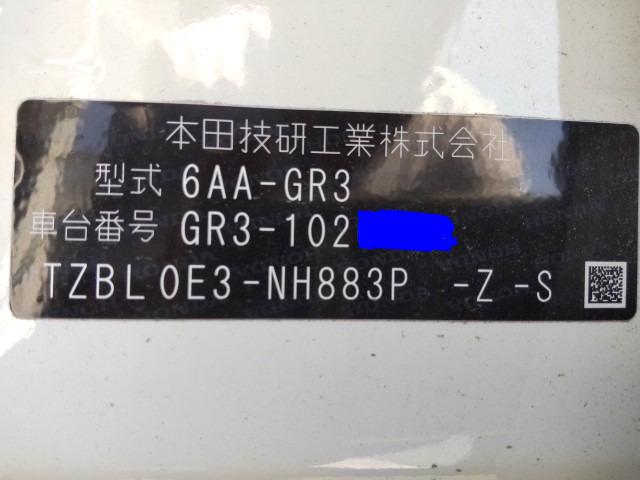 本田技研工業株式会社
型式 6AA-GR3
車台番号 GR3-102
TZBL0E3-NH883P -Z -S